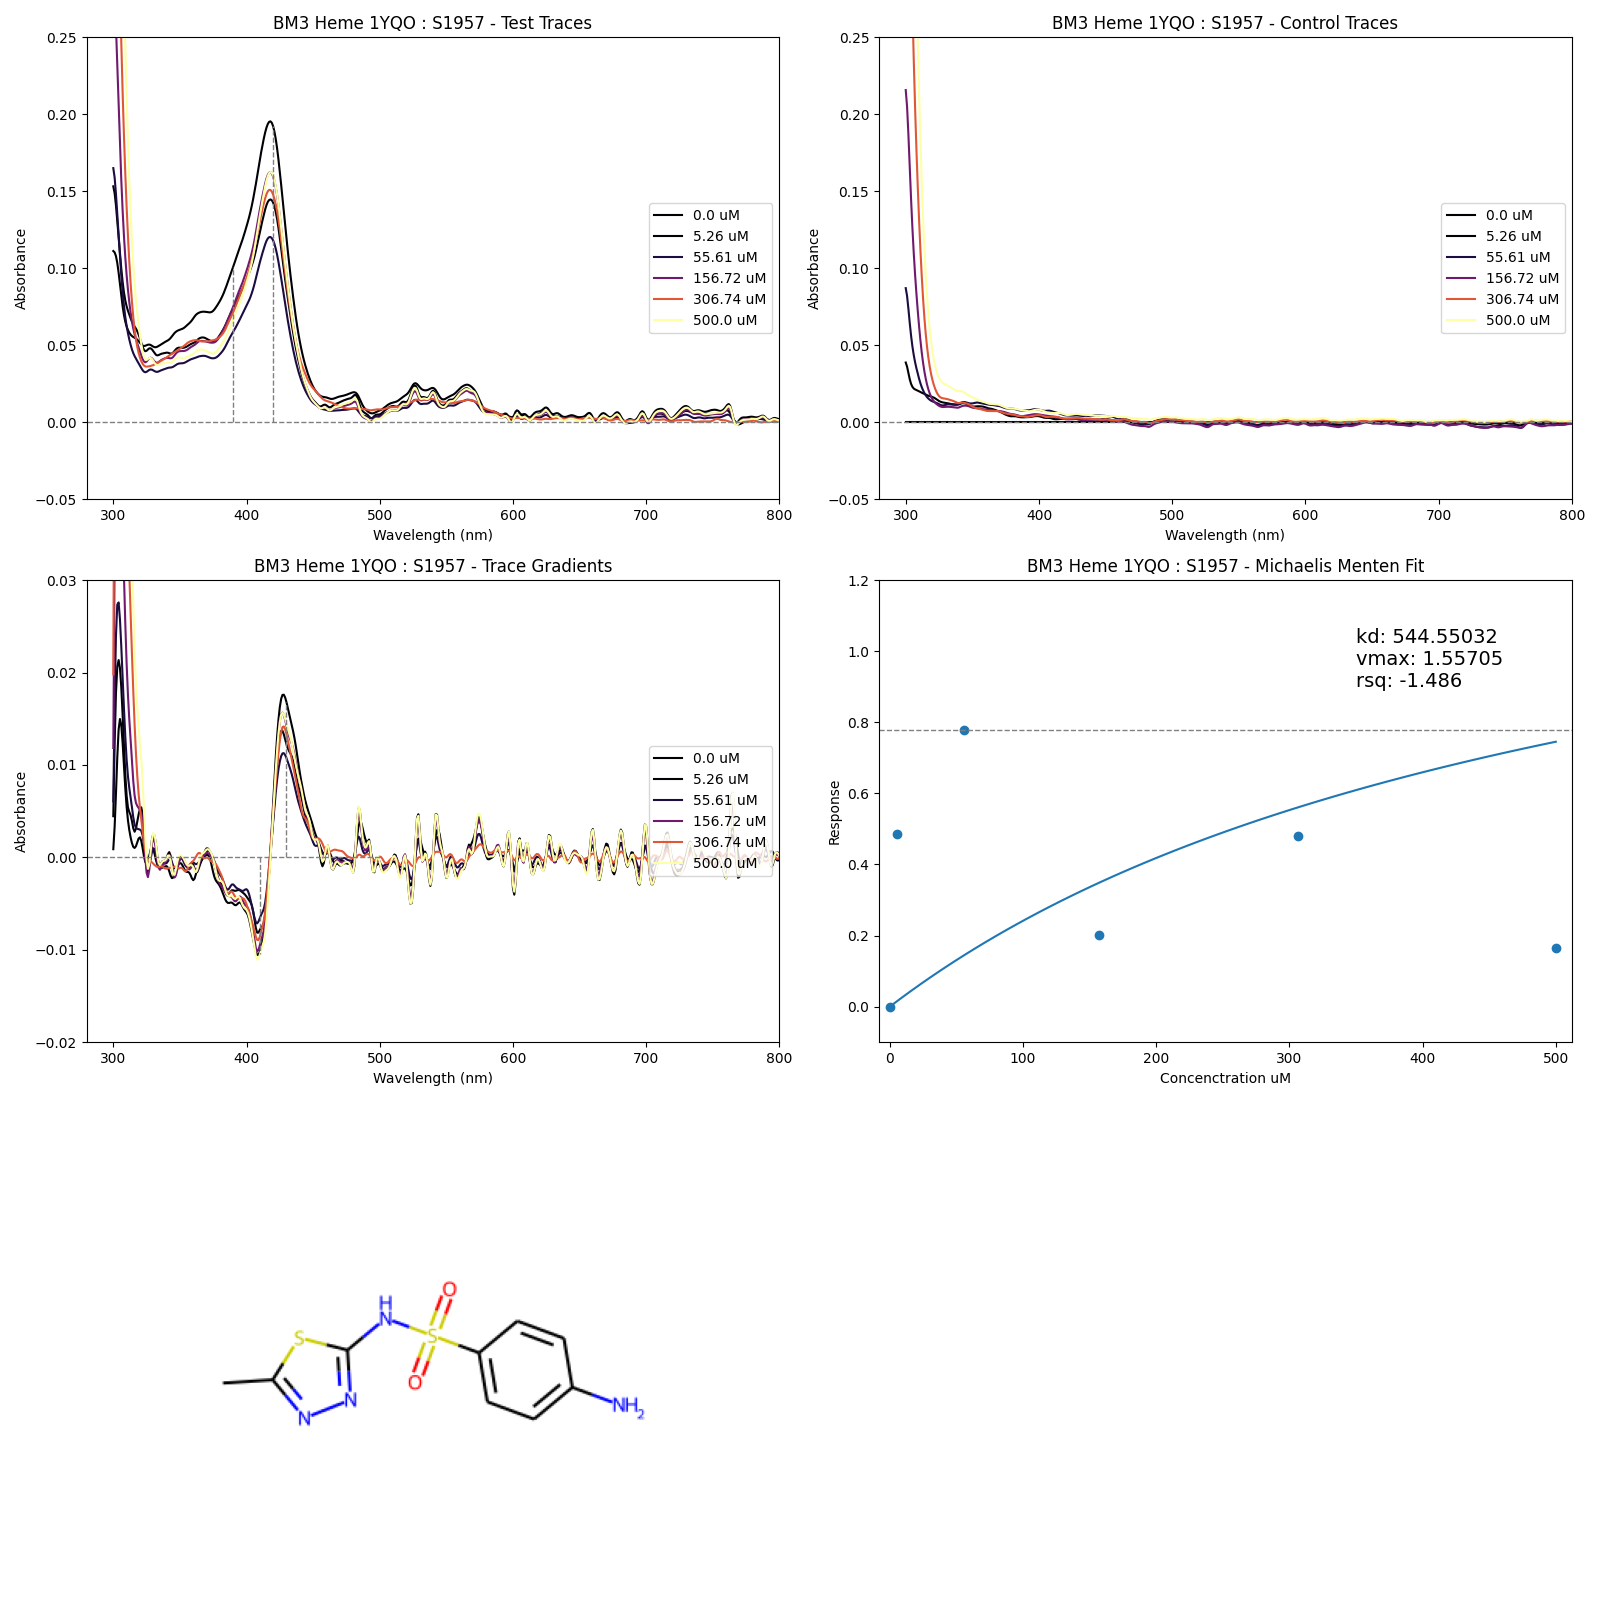 BM3 Heme 1YQO : S1957 - Test Traces
0.25
0.20
0.15
0.10
0.05
0.00
−0.05
Absorbance
300 400 500 600 700 800
Wavelength (nm)
0.0 uM
5.26 uM
55.61 uM
156.72 uM
306.74 uM
500.0 uM
BM3 Heme 1YQO : S1957 - Control Traces
0.25
0.20
0.15
0.10
0.05
0.00
−0.05
Absorbance
300 400 500 600 700 800
Wavelength (nm)
0.0 uM
5.26 uM
55.61 uM
156.72 uM
306.74 uM
500.0 uM
BM3 Heme 1YQO : S1957 - Trace Gradients
0.03
0.02
0.01
0.00
−0.01
−0.02
Absorbance
300 400 500 600 700 800
Wavelength (nm)
0.0 uM
5.26 uM
55.61 uM
156.72 uM
306.74 uM
500.0 uM
BM3 Heme 1YQO : S1957 - Michaelis Menten Fit
1.2
1.0
0.8
0.6
0.4
0.2
0.0
Response
0 100 200 300 400 500
Concenctration uM
kd: 544.55032
vmax: 1.55705
rsq: -1.486
H
N
O
S
S
O
N
N
NH2